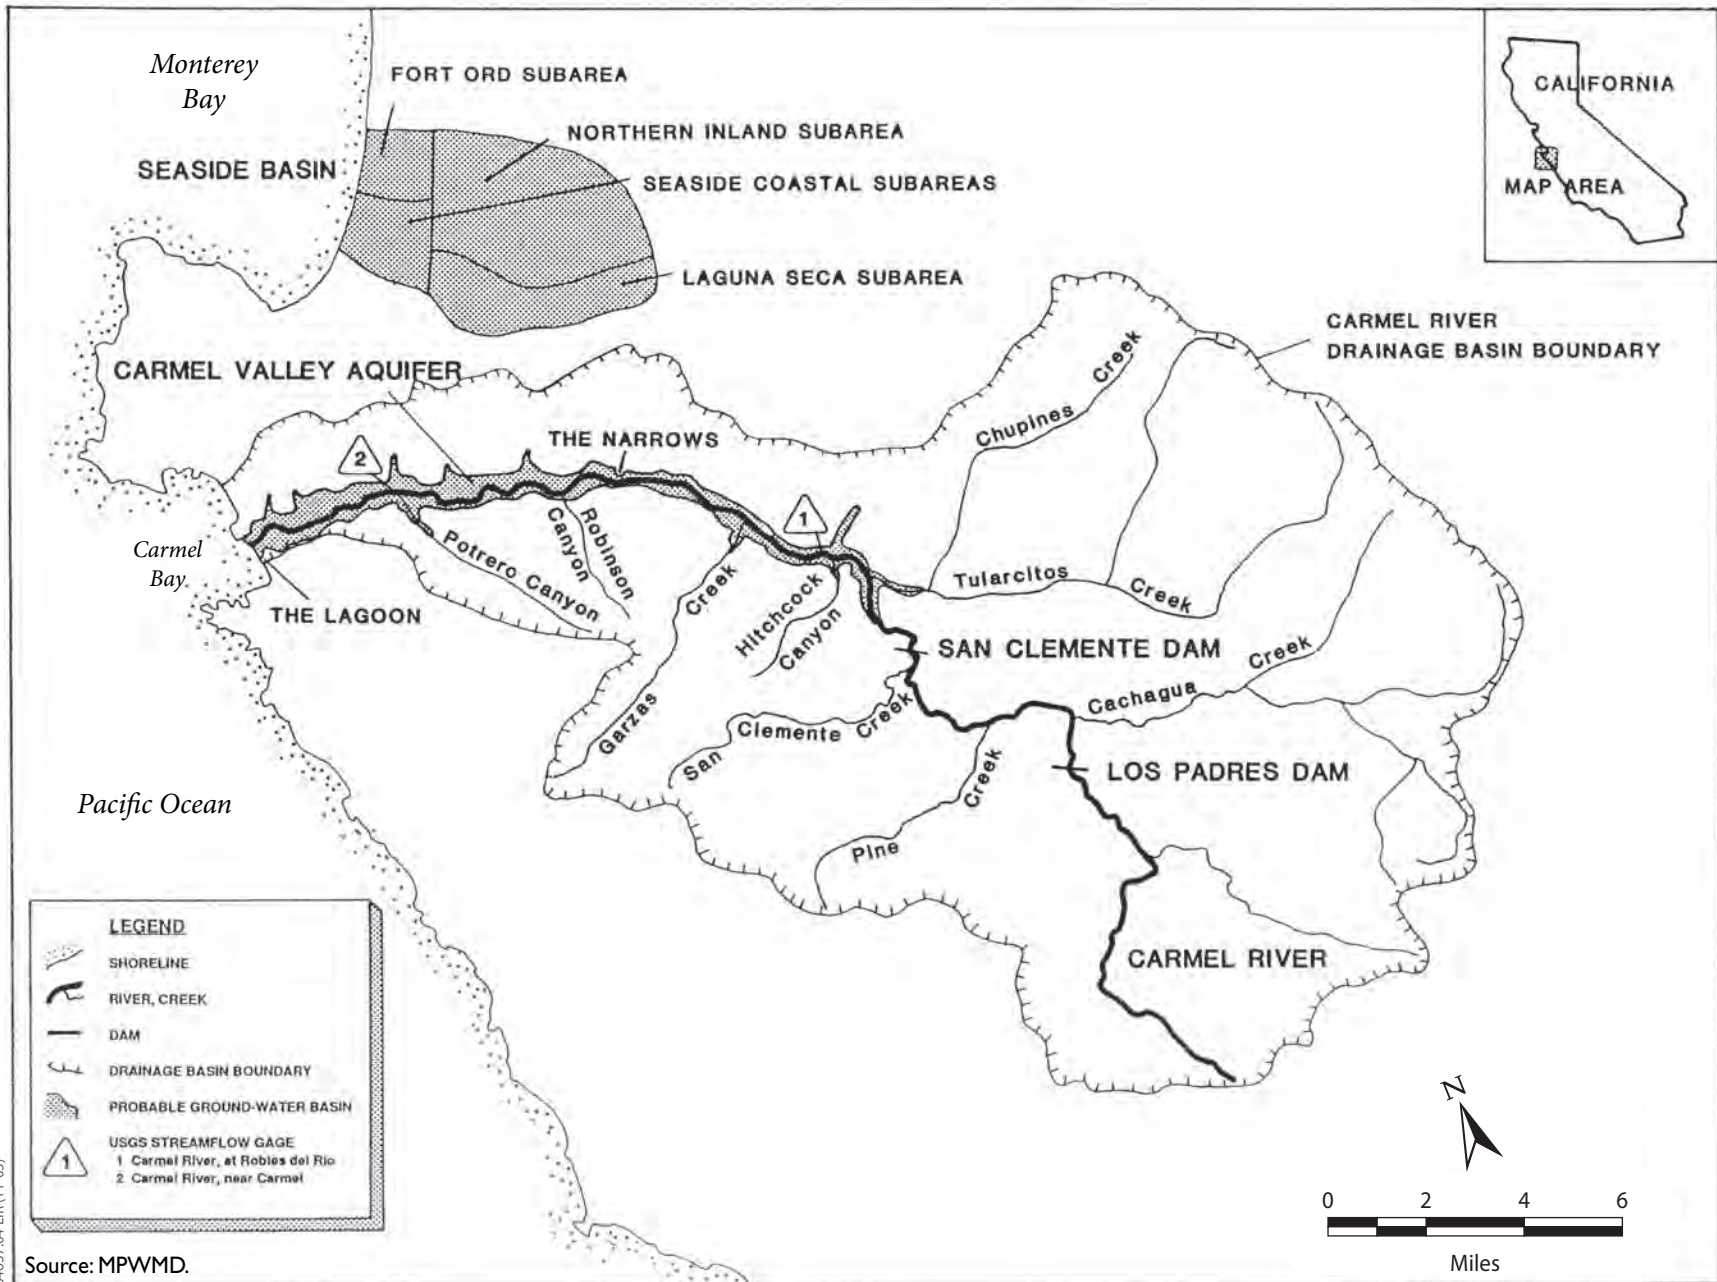 Monterey
Bay
FORT ORD SUBAREA
NORTHERN INLAND SUBAREA
SEASIDE BASIN
SEASIDE COASTAL SUBAREAS
LAGUNA SECA SUBAREA
CALIFORNIA
MAP AREA
CARMEL RIVER
DRAINAGE BASIN BOUNDARY
CARMEL VALLEY AQUIFER
Chupines Creek
THE NARROWS
2
1
Carmel
Bay
THE LAGOON
Potrero Canyon
Robinson
Canyon
Garzas Creek
Hitchcock
Canyon
Tularcitos Creek
SAN CLEMENTE DAM
San Clemente Creek
Cachagua Creek
LOS PADRES DAM
Pine Creek
Pacific Ocean
CARMEL RIVER
LEGEND
SHORELINE
RIVER, CREEK
DAM
DRAINAGE BASIN BOUNDARY
PROBABLE GROUND-WATER BASIN
1
USGS STREAMFLOW GAGE
1 Carmel River, at Robles del Rio
2 Carmel River, near Carmel
N
0 2 4 6
Miles
Source: MPWMD.